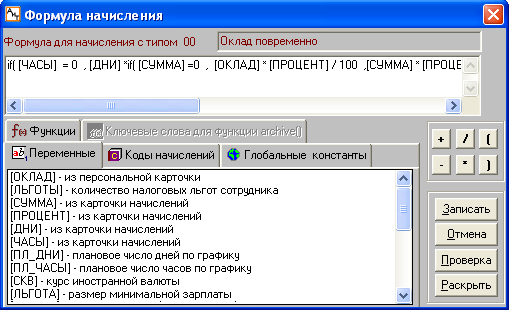 Формула начисления
Формула для начисления с типом 00 Оклад повременно
if( [ЧАСЫ] = 0 , [ДНИ] *if( [СУММА] =0 , [ОКЛАД] * [ПРОЦЕНТ] / 100 ,[СУММА] * [ПРОЦЕ
f(x) Функции Ключевые слова для функции archive()
+ / (
Переменные Коды начислений Глобальные константы
- * )
[ОКЛАД] - из персональной карточки
[ЛЬГОТЫ] - количество налоговых льгот сотрудника
[СУММА] - из карточки начислений
[ПРОЦЕНТ] - из карточки начислений
[ДНИ] - из карточки начислений
[ЧАСЫ] - из карточки начислений
[ПЛ_ДНИ] - плановое число дней по графику
[ПЛ_ЧАСЫ] - плановое число часов по графику
[СКВ] - курс иностранной валюты
[ЛЬГОТА] - размер минимальной зарплаты
Записать
Отмена
Проверка
Раскрыть